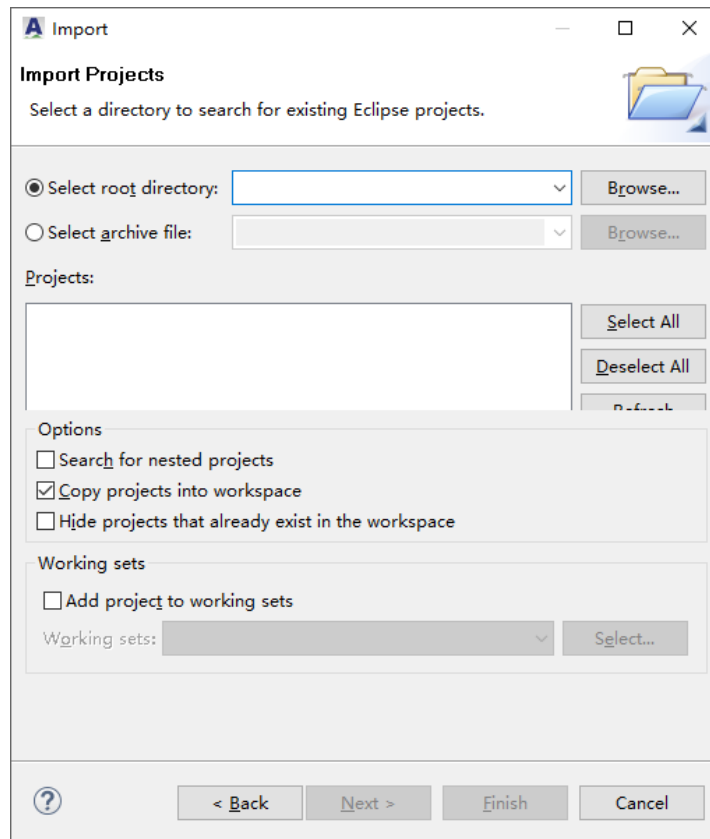 Import
Import Projects
Select a directory to search for existing Eclipse projects.
Select root directory: Browse...
Select archive file: Browse...
Projects:
Select All
Deselect All
Refresh
Options
Search for nested projects
Copy projects into workspace
Hide projects that already exist in the workspace
Working sets
Add project to working sets
Working sets: Select...
< Back Next > Finish Cancel